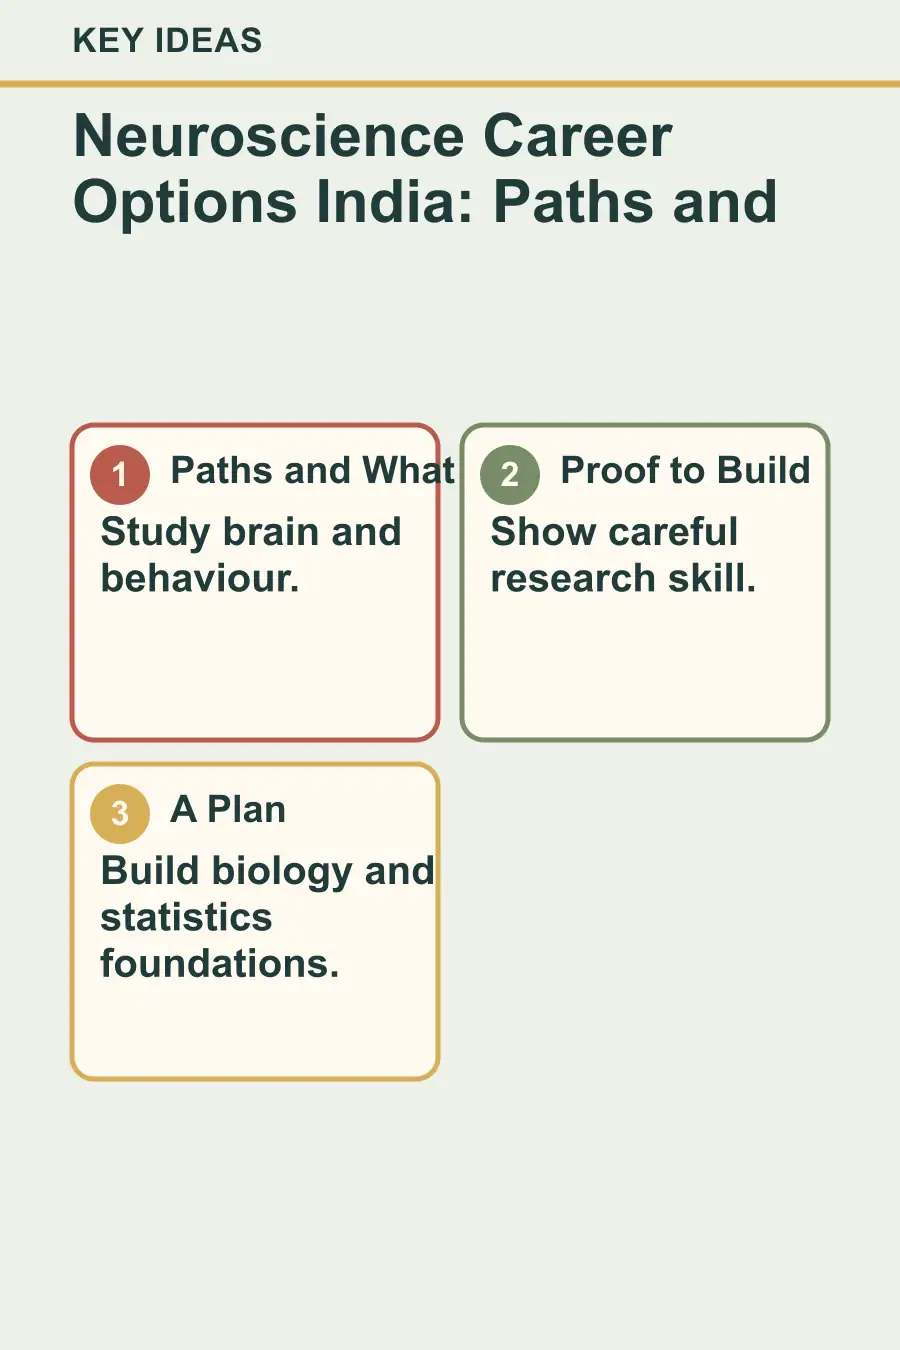 KEY IDEAS
Neuroscience Career
Options India: Paths and
1 Paths and What
Study brain and
behaviour.
2 Proof to Build
Show careful
research skill.
3 A Plan
Build biology and
statistics
foundations.